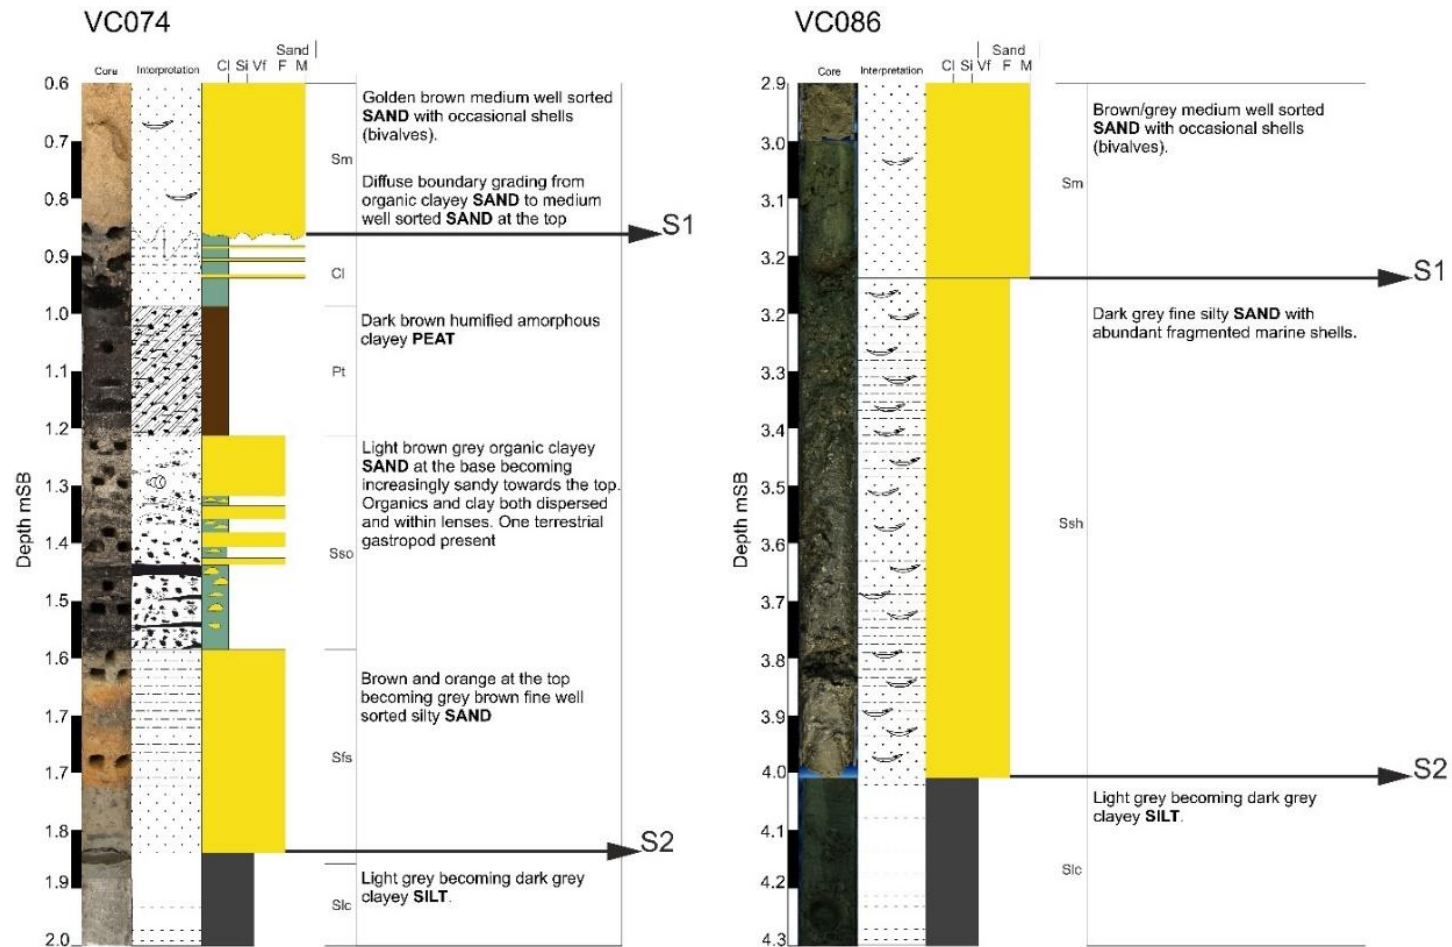 VC074
Sand
Core Interpretation Cl Si Vf F M
0.6
0.7
0.8
0.9
1.0
1.1
1.2
1.3
1.4
1.5
1.6
1.7
1.7
1.8
1.9
2.0
Depth mSB
Sm
Cl
Pt
Sso
Sfs
Slc
Golden brown medium well sorted
SAND with occasional shells
(bivalves).
Diffuse boundary grading from
organic clayey SAND to medium
well sorted SAND at the top
S1
Dark brown humified amorphous
clayey PEAT
Light brown grey organic clayey
SAND at the base becoming
increasingly sandy towards the top.
Organics and clay both dispersed
and within lenses. One terrestrial
gastropod present
Brown and orange at the top
becoming grey brown fine well
sorted silty SAND
S2
Light grey becoming dark grey
clayey SILT.
VC086
Sand
Core Interpretation Cl Si Vf F M
2.9
3.0
3.1
3.2
3.2
3.3
3.4
3.5
3.6
3.7
3.8
3.9
4.0
4.1
4.2
4.3
Depth mSB
Sm
Ssh
Slc
Brown/grey medium well sorted
SAND with occasional shells
(bivalves).
S1
Dark grey fine silty SAND with
abundant fragmented marine shells.
S2
Light grey becoming dark grey
clayey SILT.